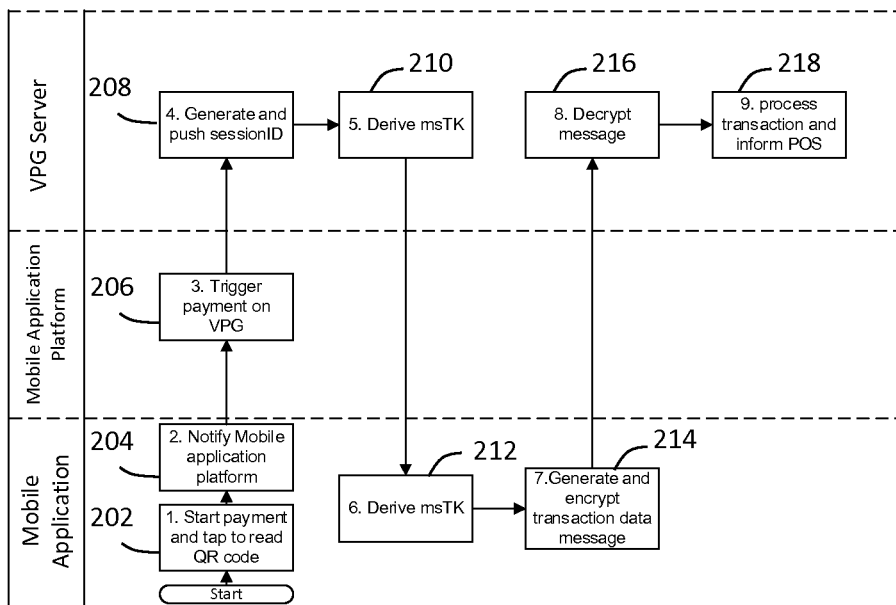 VPG Server
208
4. Generate and
push sessionID
210
5. Derive msTK
216
8. Decrypt
message
218
9. process
transaction and
inform POS
Mobile Application
Platform
206
3. Trigger
payment on
VPG
Mobile
Application
204
2. Notify Mobile
application
platform
202
1. Start payment
and tap to read
QR code
Start
212
6. Derive msTK
214
7.Generate and
encrypt
transaction data
message